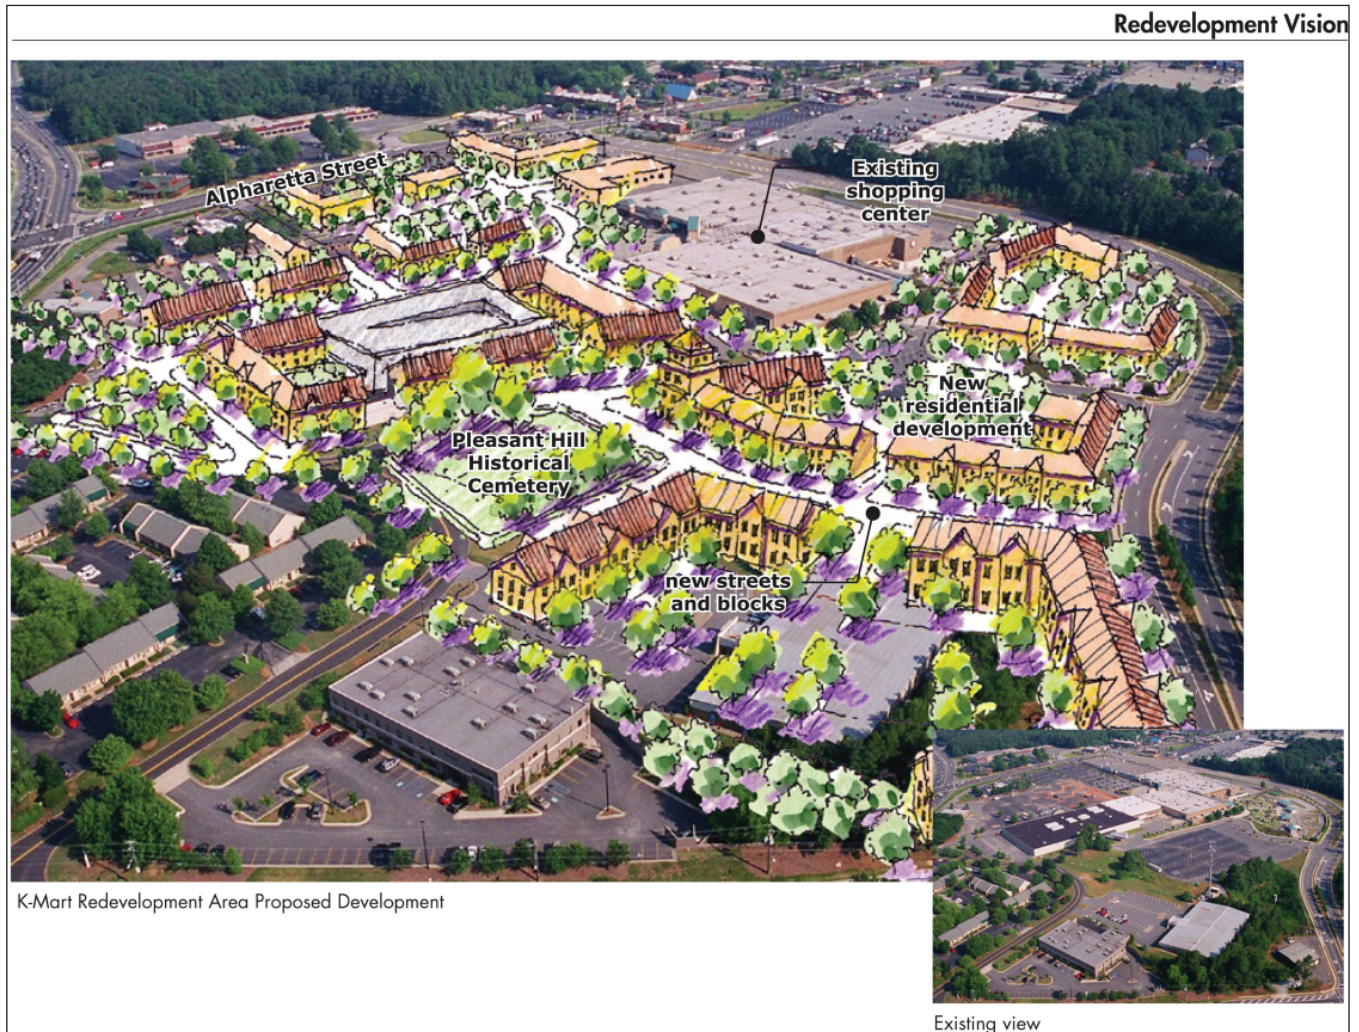 Redevelopment Vision
Alpharetta Street
Existing
shopping
center
New
residential
development
Pleasant Hill
Historical
Cemetery
new streets
and blocks
K-Mart Redevelopment Area Proposed Development
Existing view